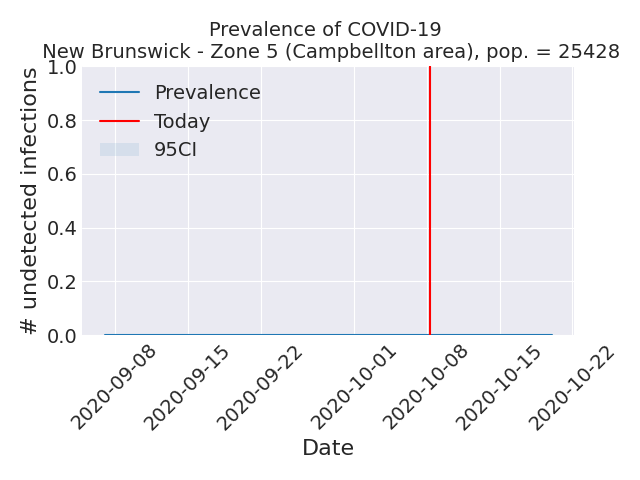 Prevalence of COVID-19
New Brunswick - Zone 5 (Campbellton area), pop. = 25428
# undetected infections
1.0
0.8
0.6
0.4
0.2
0.0
Prevalence
Today
95CI
2020-09-08
2020-09-15
2020-09-22
2020-10-01
2020-10-08
2020-10-15
2020-10-22
Date